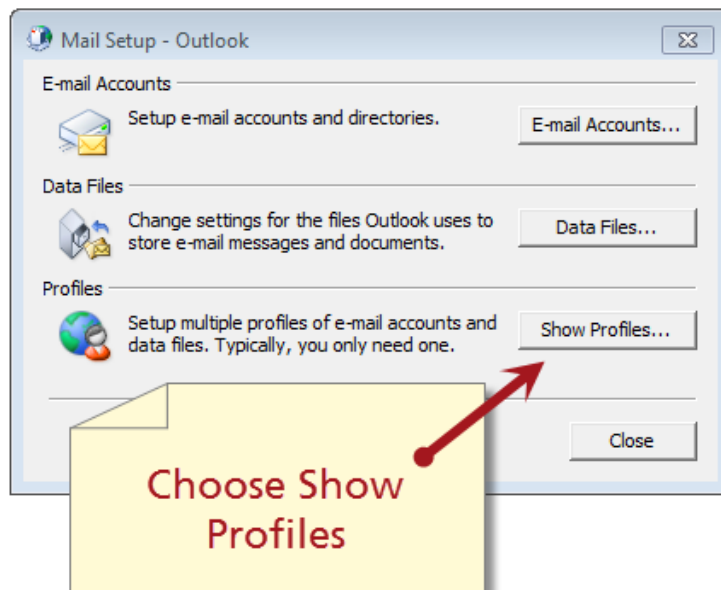 Mail Setup - Outlook
E-mail Accounts
Setup e-mail accounts and directories.
E-mail Accounts...
Data Files
Change settings for the files Outlook uses to
store e-mail messages and documents.
Data Files...
Profiles
Setup multiple profiles of e-mail accounts and
data files. Typically, you only need one.
Show Profiles...
Close
Choose Show
Profiles